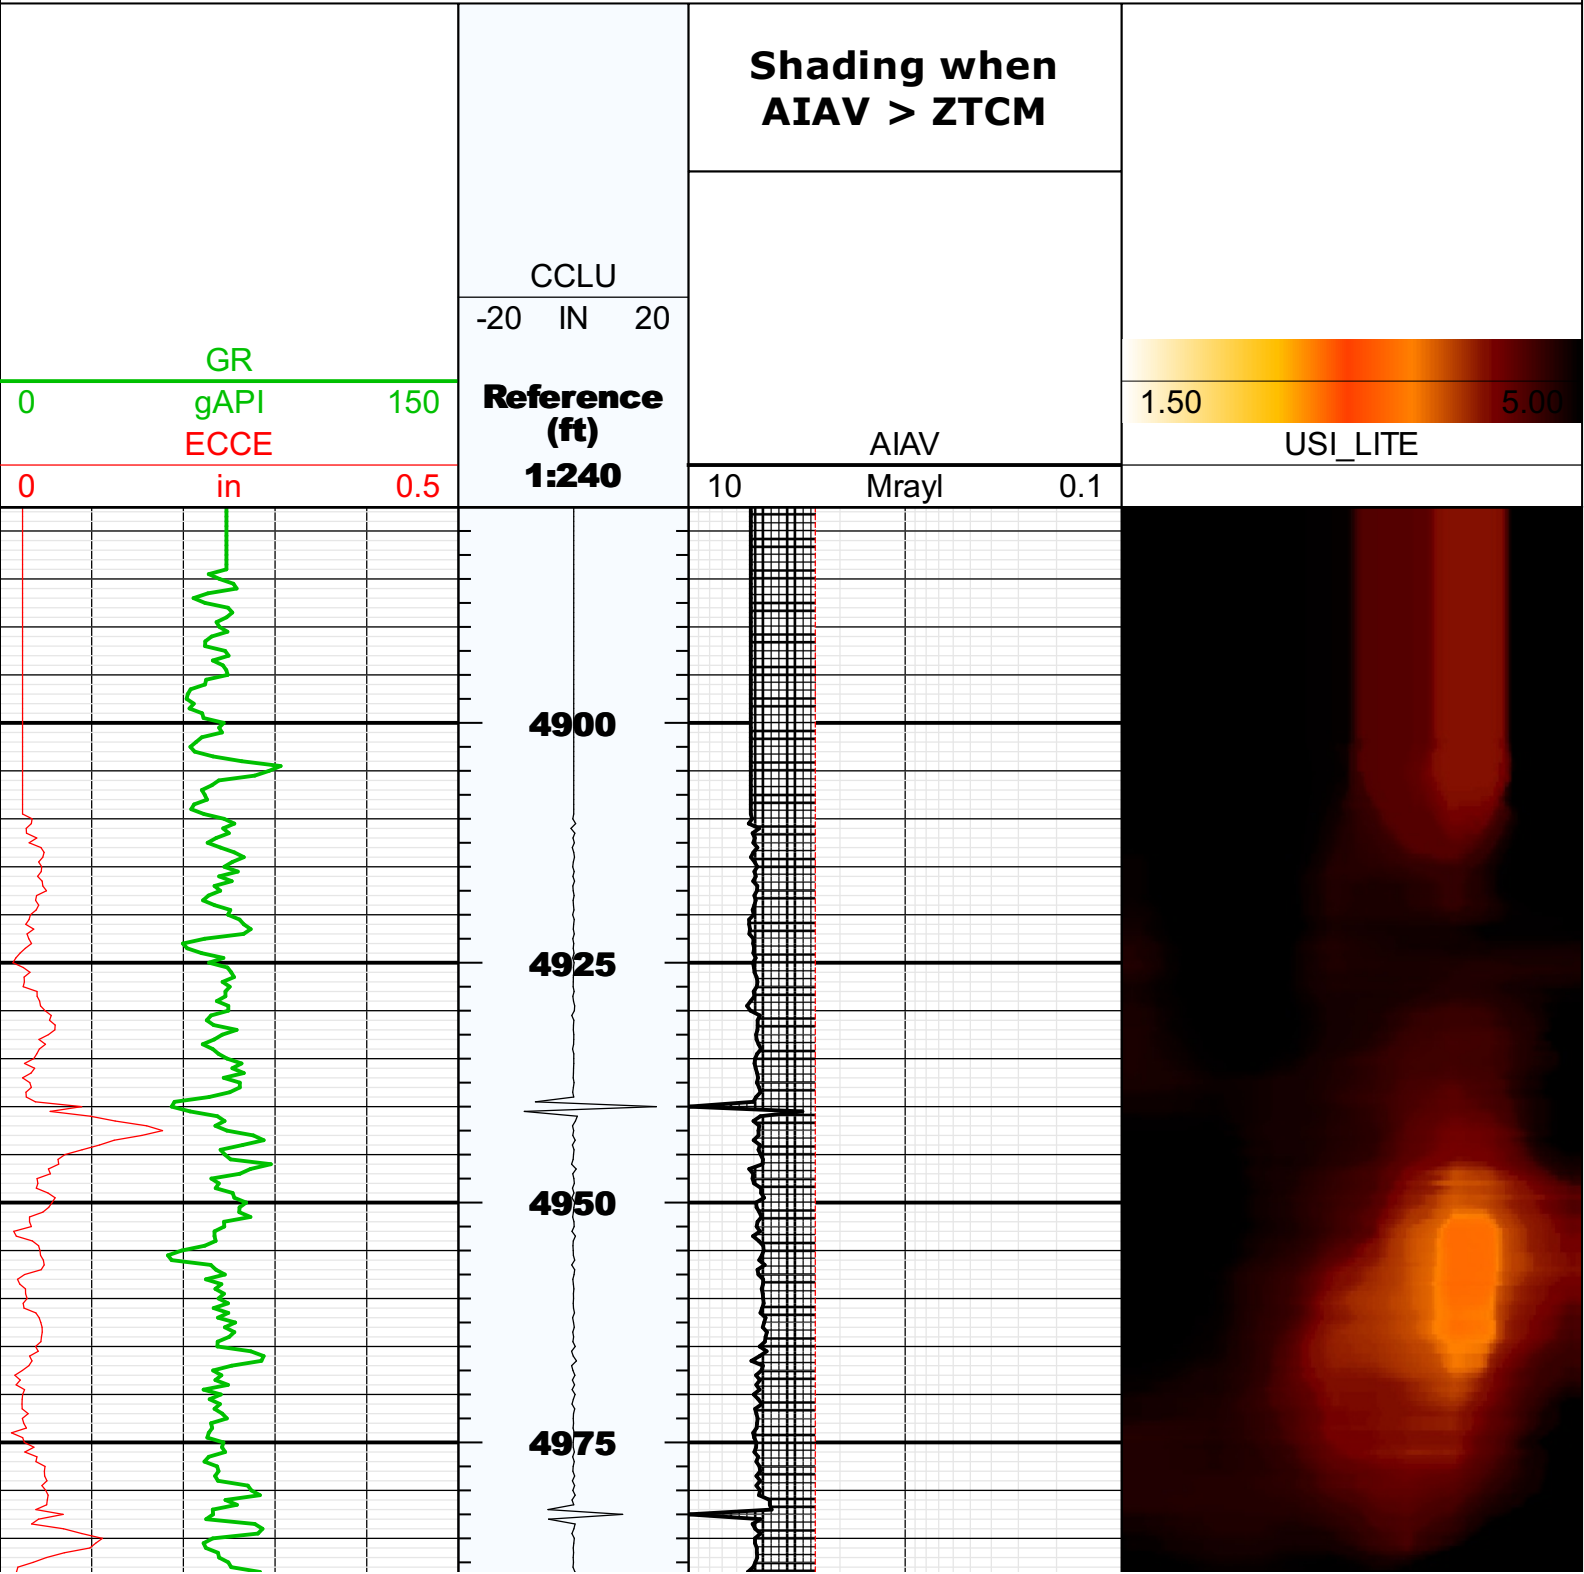 Shading when
AIAV > ZTCM
CCLU
-20 IN 20
GR
0 gAPI 150
ECCE
0 in 0.5
Reference
(ft)
1:240
AIAV
10 Mrayl 0.1
1.50 5.00
USI_LITE
4900
4925
4950
4975